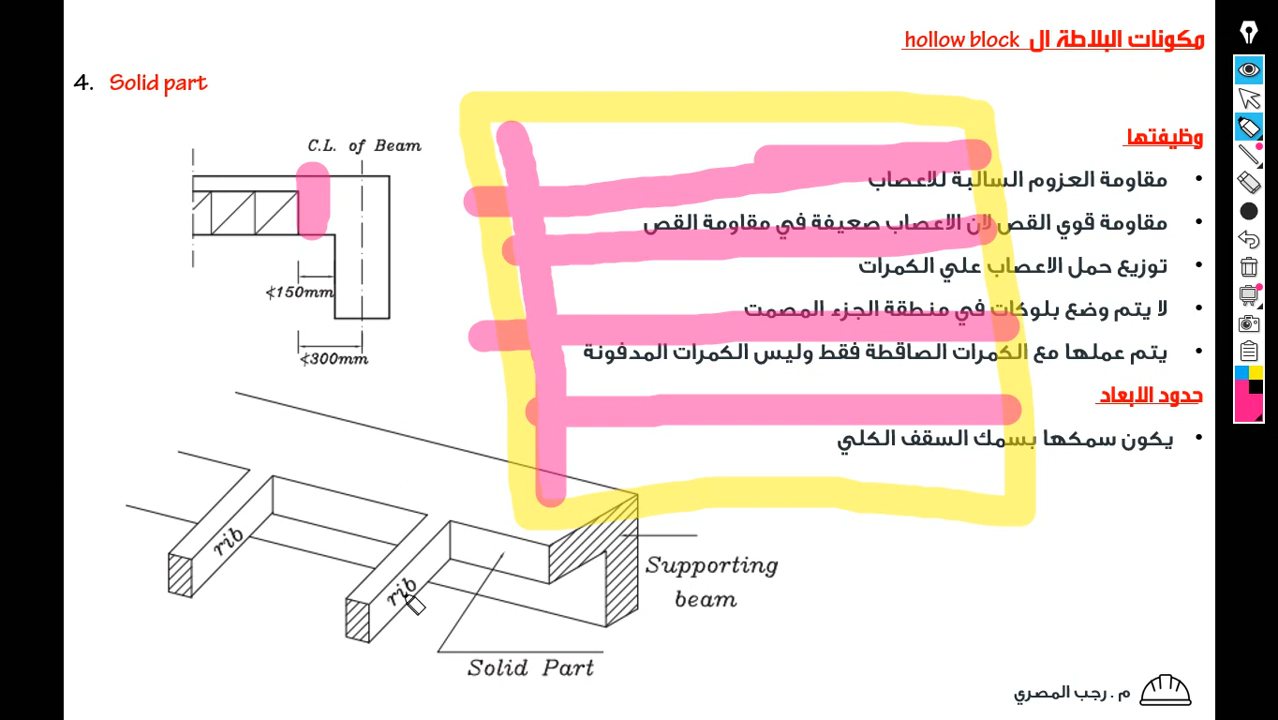 مكونات البلاطة ال hollow block
4. Solid part
وظيفتها
• مقاومة العزوم السالبة للاعصاب
• مقاومة قوي القص لان الاعصاب صعيفة في مقاومة القص
• توزيع حمل الاعصاب علي الكمرات
• لا يتم وضع بلوكات في منطقة الجزء المصمت
• يتم عملها مع الكمرات الصاقطة فقط وليس الكمرات المدفونة
حدود الابعاد
• يكون سمكها بسمك السقف الكلي
C.L. of Beam
∢150mm
∢300mm
rib
rib
Supporting
beam
Solid Part
م . رجب المصري